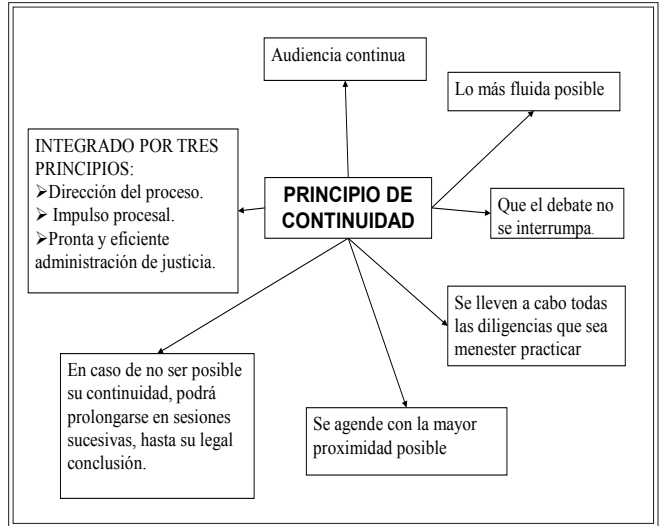 Audiencia continua
Lo más fluida posible
INTEGRADO POR TRES
PRINCIPIOS:
➢Dirección del proceso.
➢ Impulso procesal.
➢Pronta y eficiente
administración de justicia.
PRINCIPIO DE
CONTINUIDAD
Que el debate no
se interrumpa.
Se lleven a cabo todas
las diligencias que sea
menester practicar
En caso de no ser posible
su continuidad, podrá
prolongarse en sesiones
sucesivas, hasta su legal
conclusión.
Se agende con la mayor
proximidad posible